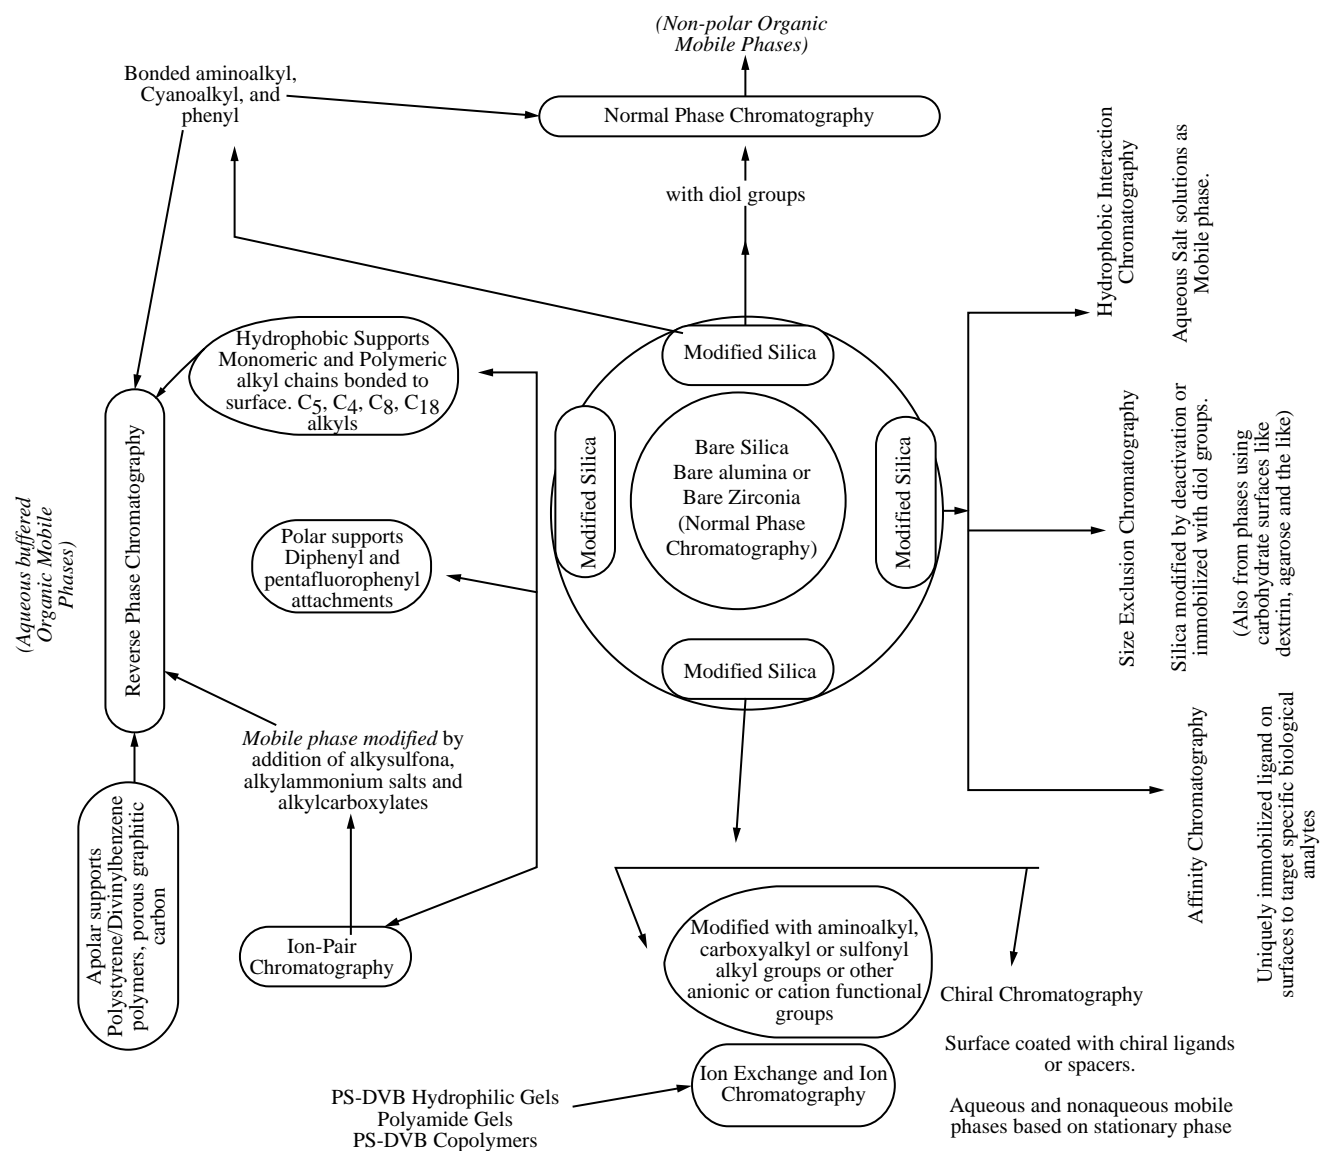 (Non-polar Organic
Mobile Phases)
Bonded aminoalkyl,
Cyanoalkyl, and
phenyl
Normal Phase Chromatography
with diol groups
Hydrophobic Interaction
Chromatography
Aqueous Salt solutions as
Mobile phase.
Hydrophobic Supports
Monomeric and Polymeric
alkyl chains bonded to
surface. C5, C4, C8, C18
alkyls
Modified Silica
Modified Silica
Bare Silica
Bare alumina or
Bare Zirconia
(Normal Phase
Chromatography)
Modified Silica
Modified Silica
Size Exclusion Chromatography
Silica modified by deactivation or
immobilized with diol groups.
(Also from phases using
carbohydrate surfaces like
dextrin, agarose and the like)
(Aqueous buffered
Organic Mobile
Phases)
Reverse Phase Chromatography
Polar supports
Diphenyl and
pentafluorophenyl
attachments
Mobile phase modified by
addition of alkysulfona,
alkylammonium salts and
alkylcarboxylates
Affinity Chromatography
Uniquely immobilized ligand on
surfaces to target specific biological
analytes
Apolar supports
Polystyrene/Divinylbenzene
polymers, porous graphitic
carbon
Ion-Pair
Chromatography
Modified with aminoalkyl,
carboxyalkyl or sulfonyl
alkyl groups or other
anionic or cation functional
groups
Chiral Chromatography
Surface coated with chiral ligands
or spacers.
Aqueous and nonaqueous mobile
phases based on stationary phase
Ion Exchange and Ion
Chromatography
PS-DVB Hydrophilic Gels
Polyamide Gels
PS-DVB Copolymers